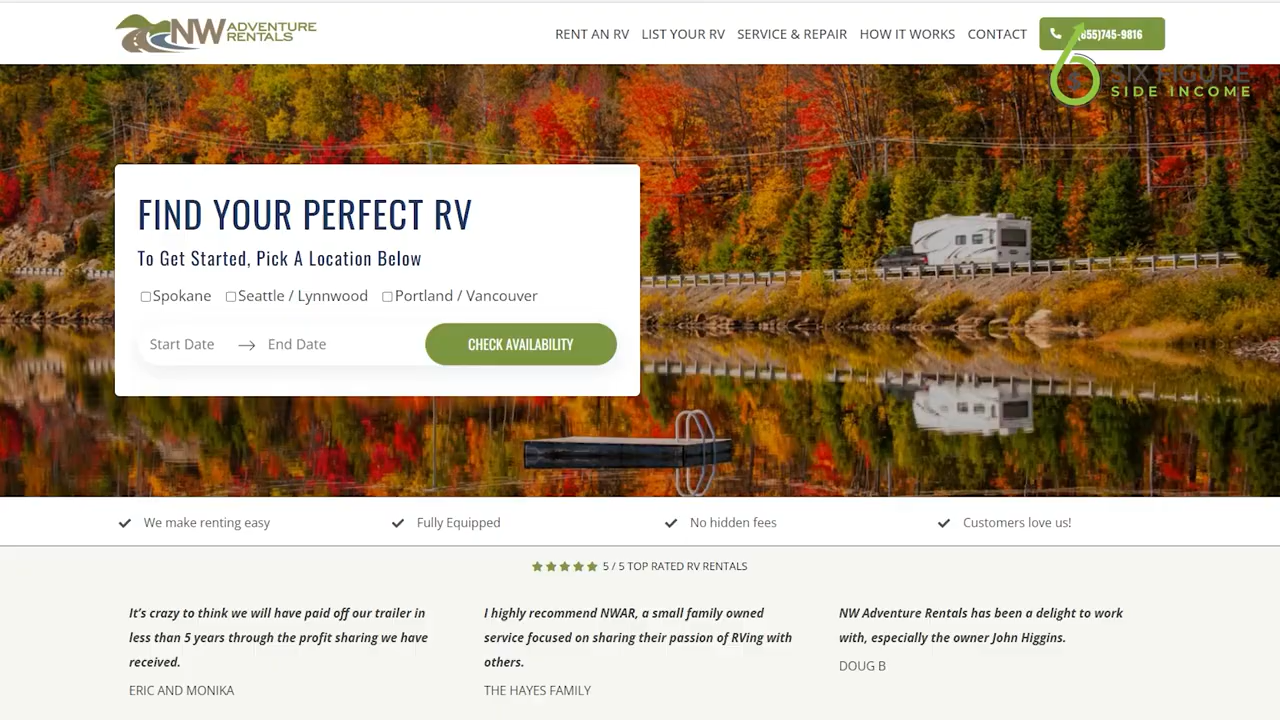 NW ADVENTURE RENTALS
RENT AN RV LIST YOUR RV SERVICE & REPAIR HOW IT WORKS CONTACT (855)745-9816
SIX FIGURE
SIDE INCOME
FIND YOUR PERFECT RV
To Get Started, Pick A Location Below
Spokane Seattle / Lynnwood Portland / Vancouver
Start Date → End Date CHECK AVAILABILITY
We make renting easy Fully Equipped No hidden fees Customers love us!
5 / 5 TOP RATED RV RENTALS
It's crazy to think we will have paid off our trailer in
less than 5 years through the profit sharing we have
received.
ERIC AND MONIKA
I highly recommend NWAR, a small family owned
service focused on sharing their passion of RVing with
others.
THE HAYES FAMILY
NW Adventure Rentals has been a delight to work
with, especially the owner John Higgins.
DOUG B